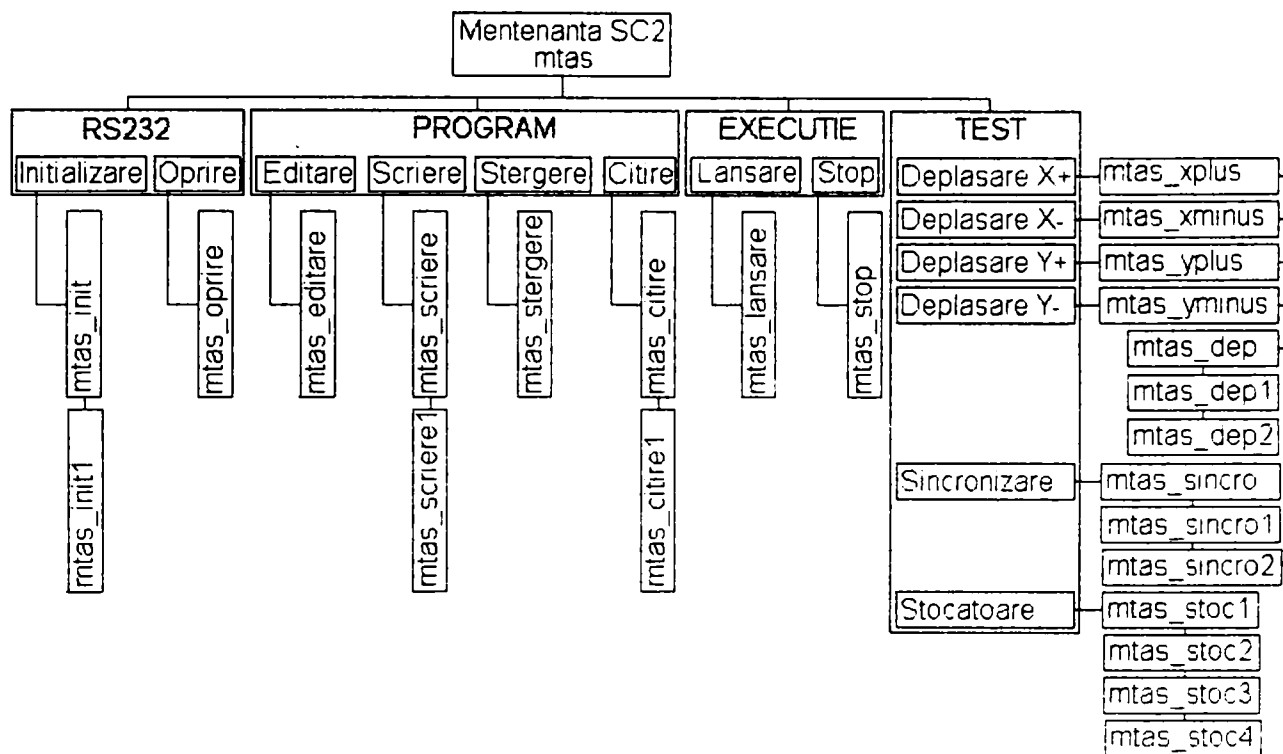 Mentenanta SC2
mtas
RS232
PROGRAM
EXECUTIE
TEST
Initializare
Oprire
Editare
Scriere
Stergere
Citire
Lansare
Stop
mtas_init
mtas_init1
mtas_oprire
mtas_editare
mtas_scriere
mtas_scriere1
mtas_stergere
mtas_citire
mtas_citire1
mtas_lansare
mtas_stop
Deplasare X+
mtas_xplus
Deplasare X-
mtas_xminus
Deplasare Y+
mtas_yplus
Deplasare Y-
mtas_yminus
mtas_dep
mtas_dep1
mtas_dep2
Sincronizare
mtas_sincro
mtas_sincro1
mtas_sincro2
Stocatoare
mtas_stoc1
mtas_stoc2
mtas_stoc3
mtas_stoc4